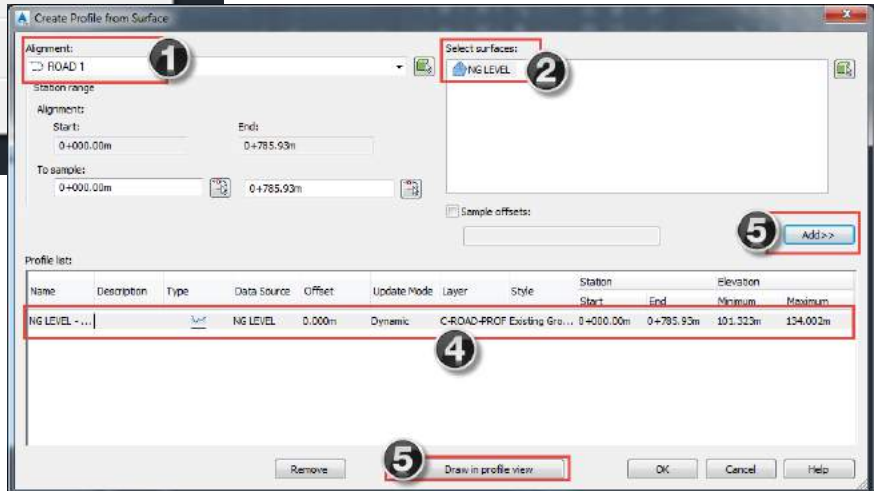 Create Profile from Surface
Alignment:
ROAD 1
1
Select surfaces:
NG LEVEL
2
Station range
Alignment:
Start:
End:
0+000.00m
0+785.93m
To sample:
0+000.00m
0+785.93m
Sample offsets:
5
Add>>
Profile list:
Name Description Type Data Source Offset Update Mode Layer Style Station Elevation
Start End Minimum Maximum
NG LEVEL - ... NG LEVEL 0.000m Dynamic C-ROAD-PROF Existing Gro... 0+000.00m 0+785.93m 101.323m 134.002m
4
Remove
5
Draw in profile view
OK
Cancel
Help